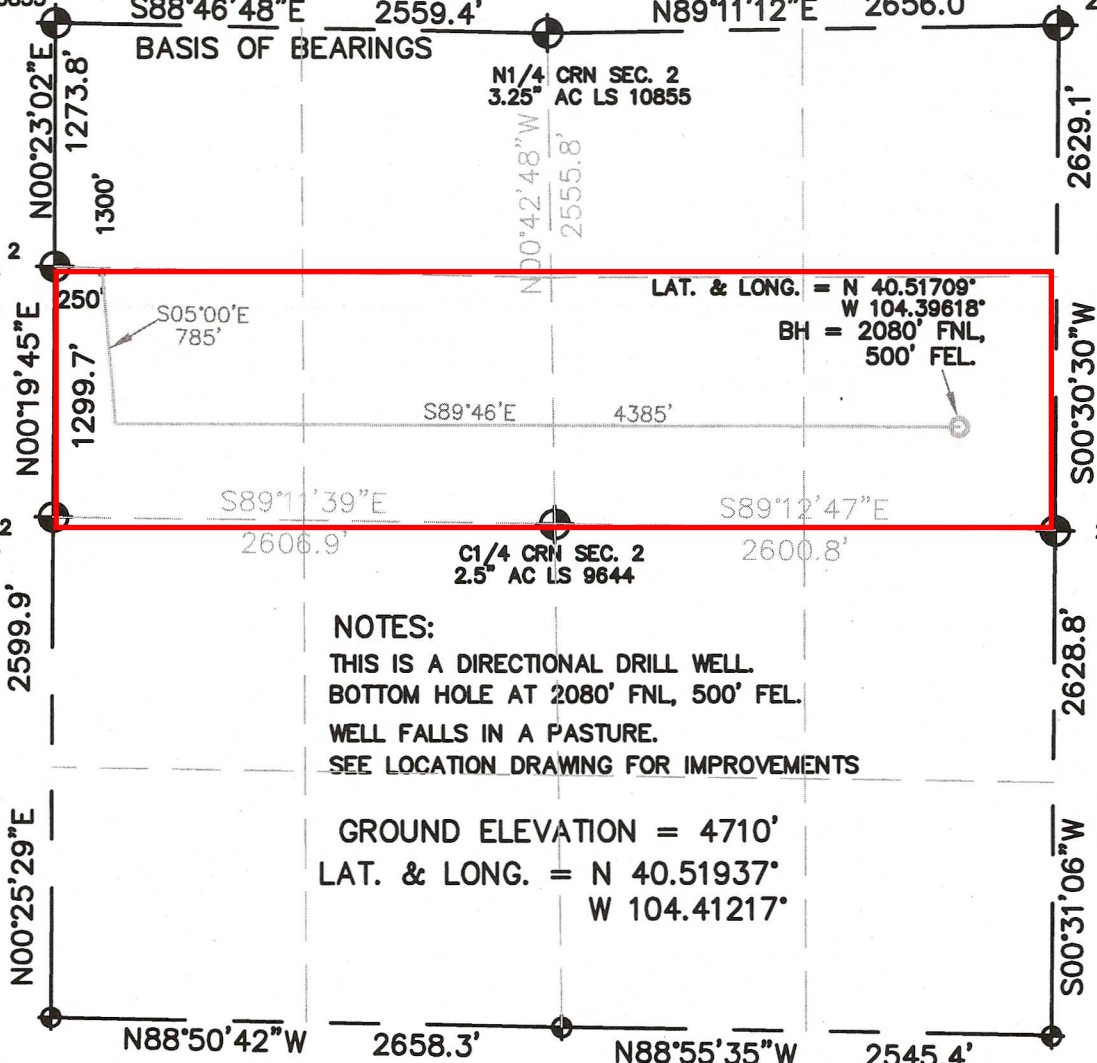 S88°46'48"E 2559.4' N89°11'12"E 2656.0
BASIS OF BEARINGS
N1/4 CRN SEC. 2
3.25" AC LS 10855
N00°23'02"E
1273.8'
1300'
N00°42'48"W
2555.8'
2629.1'
2
250'
S05°00'E
785'
LAT. & LONG. = N 40.51709°
W 104.39618°
BH = 2080' FNL,
500' FEL.
N00°19'45"E
1299.7'
S89°46'E 4385'
S00°30'30"W
S89°11'39"E
2606.9'
S89°12'47"E
2600.8'
2
C1/4 CRN SEC. 2
2.5" AC LS 9644
2599.9'
2628.8'
NOTES:
THIS IS A DIRECTIONAL DRILL WELL.
BOTTOM HOLE AT 2080' FNL, 500' FEL.
WELL FALLS IN A PASTURE.
SEE LOCATION DRAWING FOR IMPROVEMENTS
GROUND ELEVATION = 4710'
LAT. & LONG. = N 40.51937°
W 104.41217°
N00°25'29"E
S00°31'06"W
N88°50'42"W 2658.3' N88°55'35"W 2545.4'